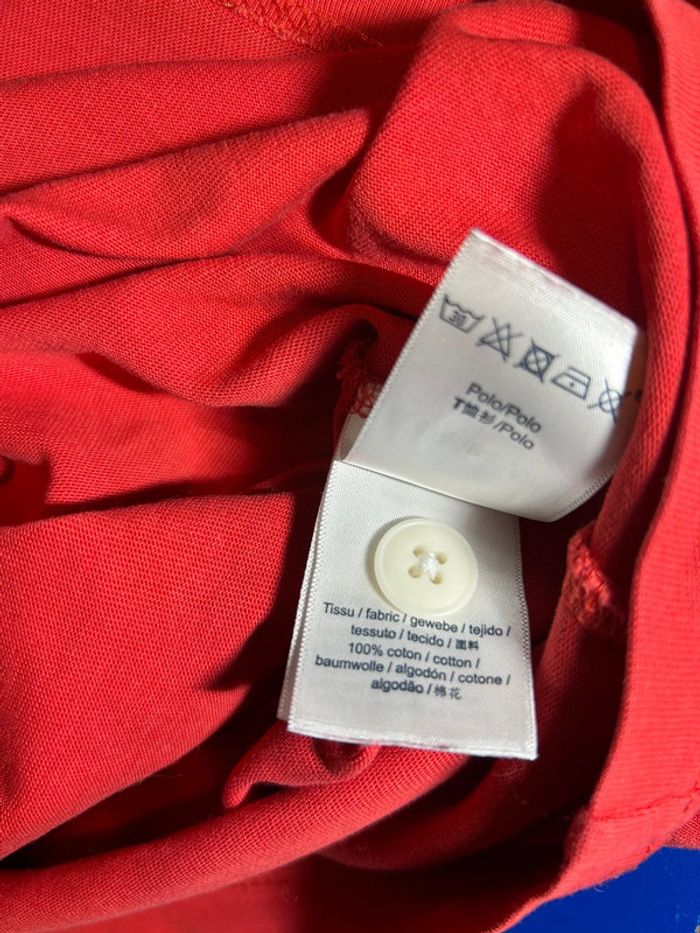 30
Polo/Polo
T恤衫/Polo
Tissu / fabric / gewebe / tejido /
tessuto / tecido / 面料
100% coton / cotton /
baumwolle / algodón / cotone /
algodão / 棉花